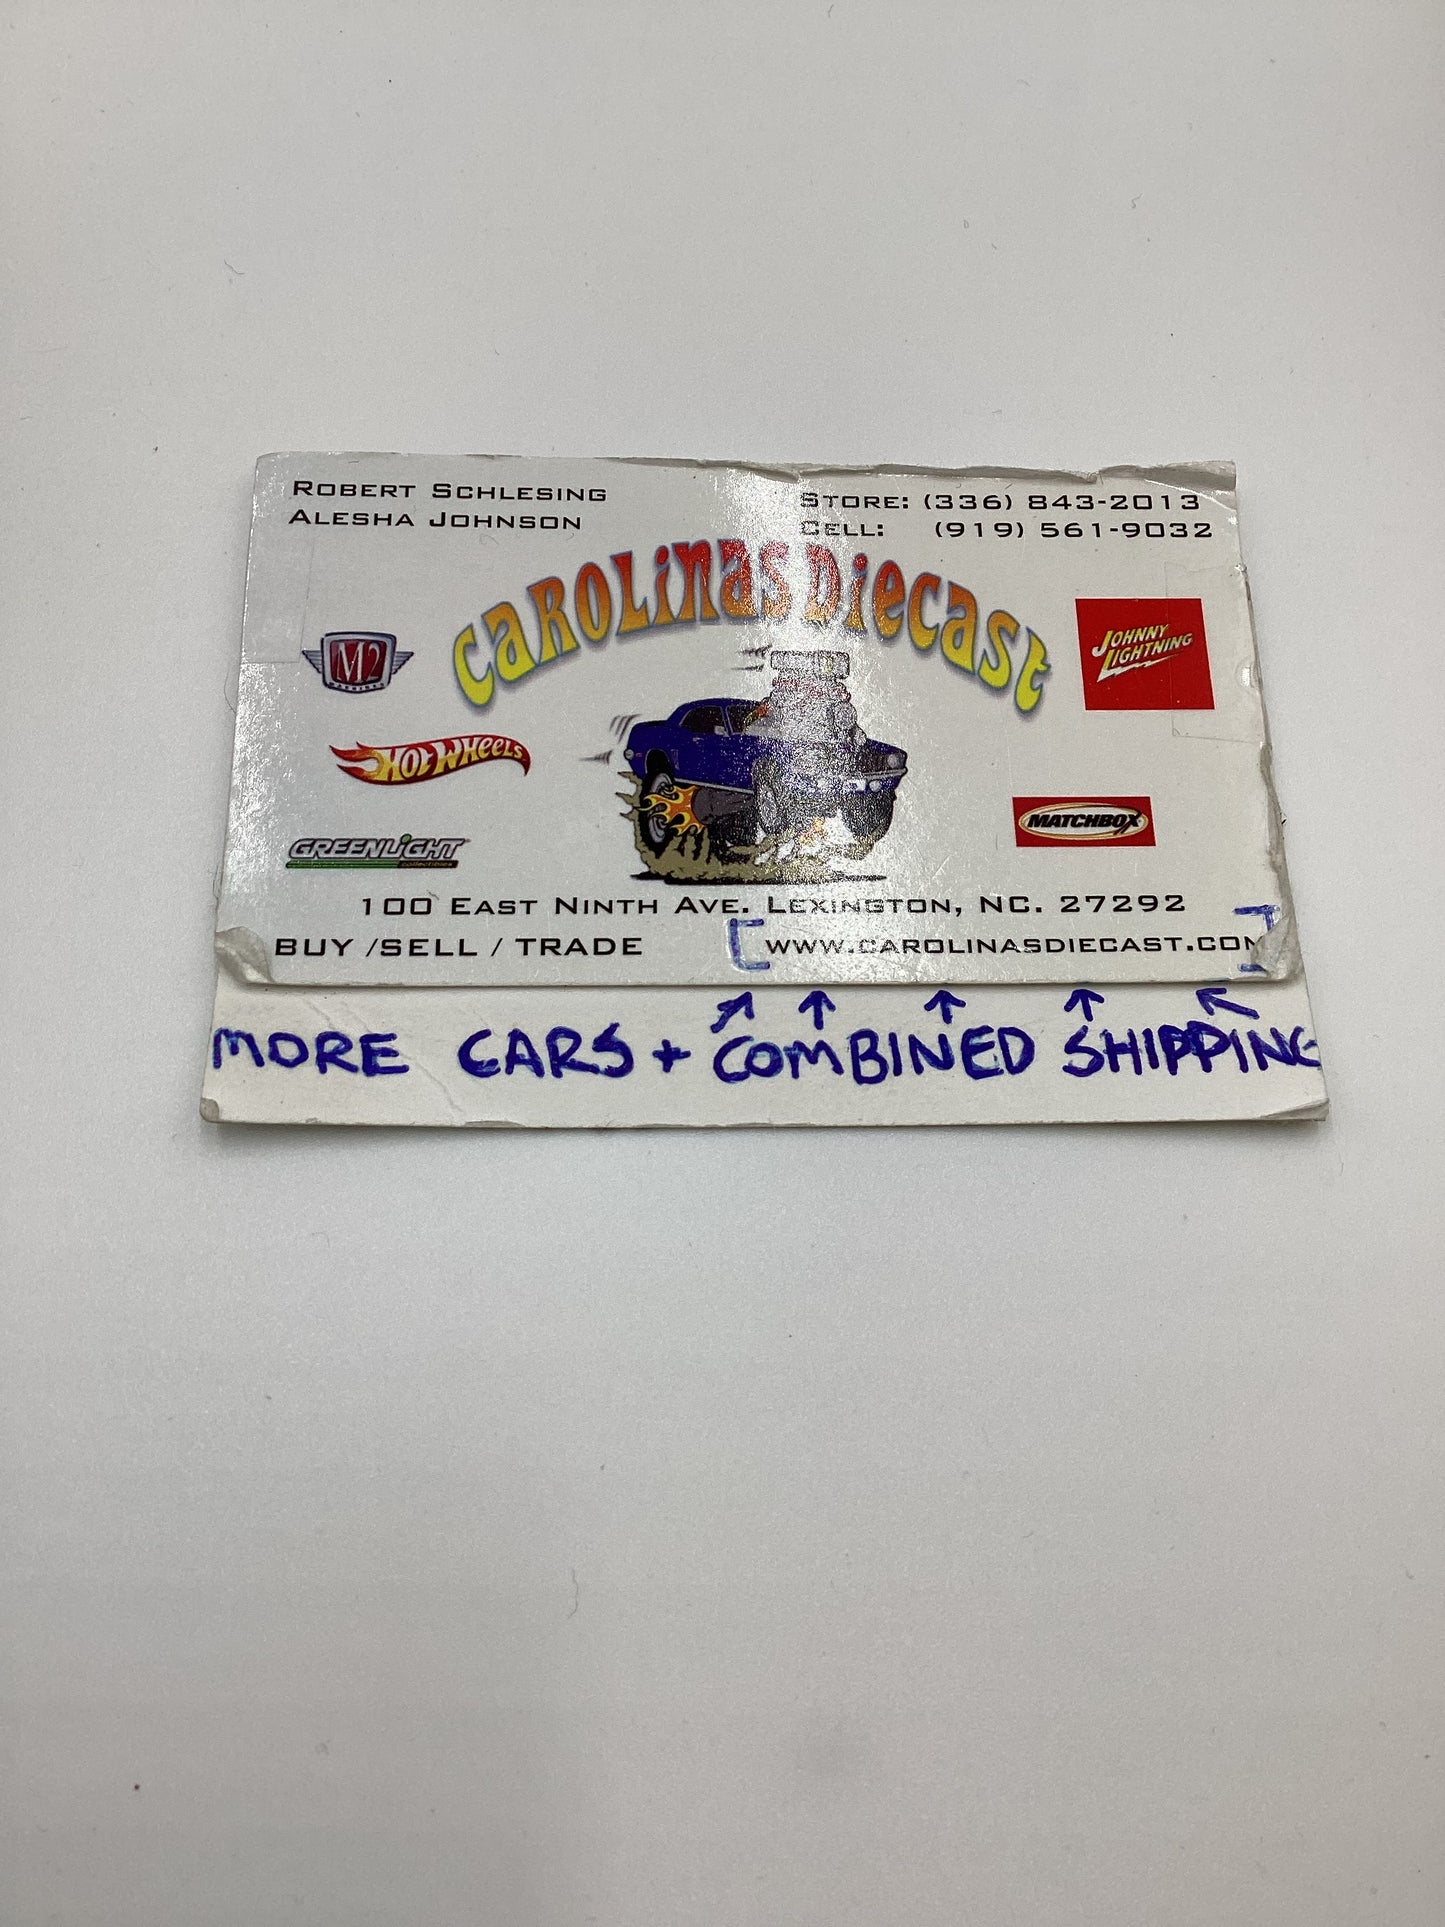 ROBERT SCHLESING
ALESHA JOHNSON
STORE: (336) 843-2013
CELL: (919) 561-9032
CAROLINAS DIECAST
M2
MACHINES
JOHNNY
LIGHTNING
HOT WHEELS
MATCHBOX
GREENLIGHT
collectibles
100 EAST NINTH AVE. LEXINGTON, NC. 27292
BUY /SELL / TRADE
[WWW.CAROLINASDIECAST.COM]
↗ ↑ ↑ ↑ ↖
MORE CARS + COMBINED SHIPPING